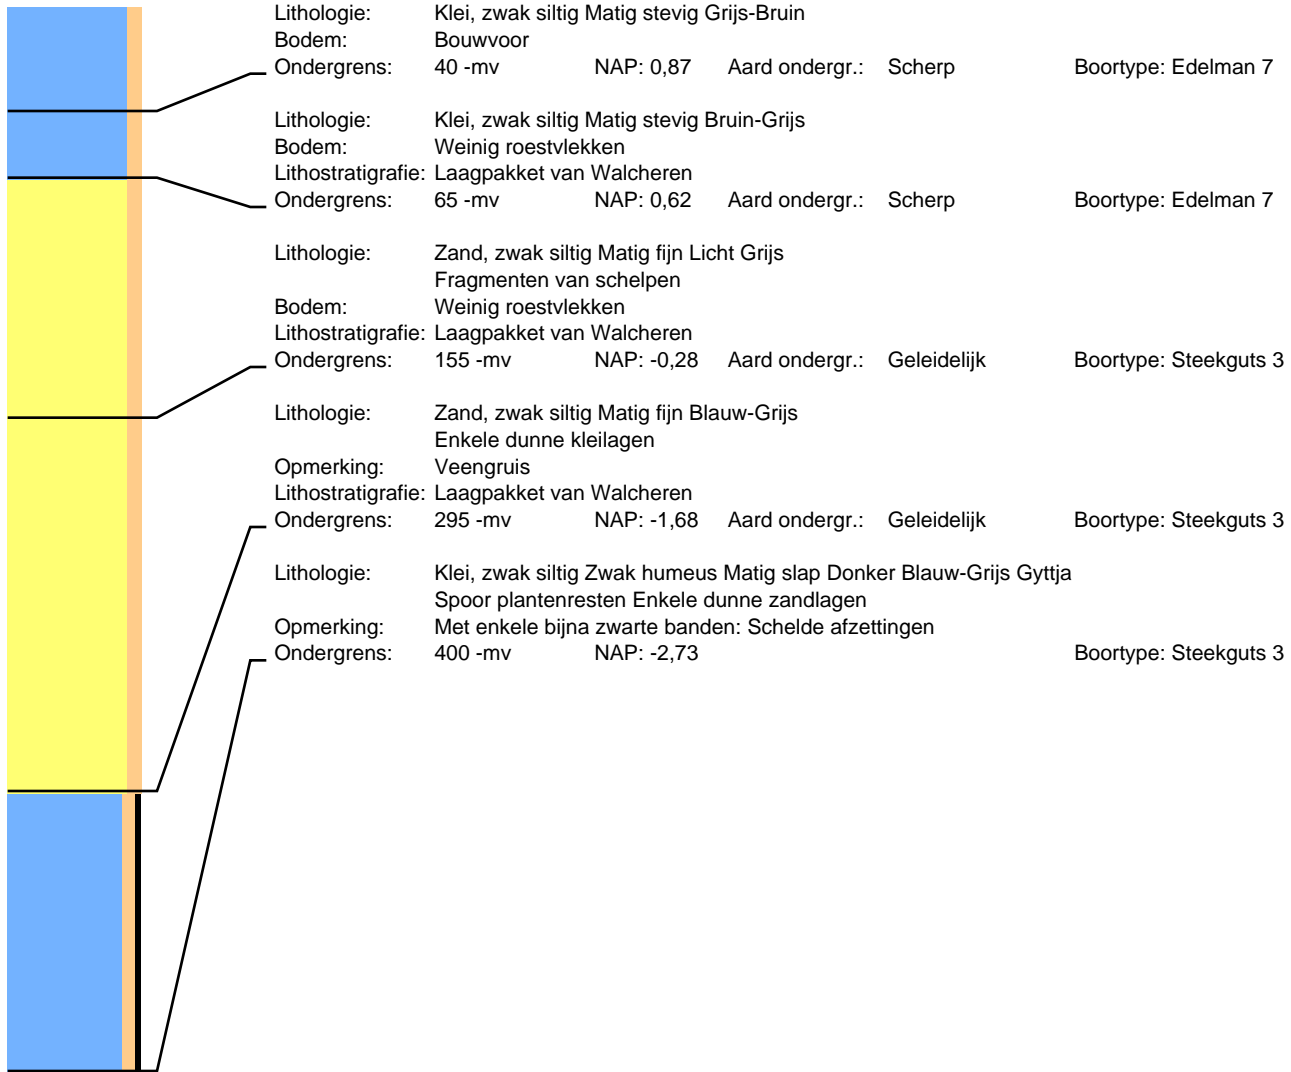 Lithologie: Klei, zwak siltig Matig stevig Grijs-Bruin
Bodem: Bouwvoor
Ondergrens: 40 -mv NAP: 0,87 Aard ondergr.: Scherp Boortype: Edelman 7
Lithologie: Klei, zwak siltig Matig stevig Bruin-Grijs
Bodem: Weinig roestvlekken
Lithostratigrafie: Laagpakket van Walcheren
Ondergrens: 65 -mv NAP: 0,62 Aard ondergr.: Scherp Boortype: Edelman 7
Lithologie: Zand, zwak siltig Matig fijn Licht Grijs
Fragmenten van schelpen
Bodem: Weinig roestvlekken
Lithostratigrafie: Laagpakket van Walcheren
Ondergrens: 155 -mv NAP: -0,28 Aard ondergr.: Geleidelijk Boortype: Steekguts 3
Lithologie: Zand, zwak siltig Matig fijn Blauw-Grijs
Enkele dunne kleilagen
Opmerking: Veengruis
Lithostratigrafie: Laagpakket van Walcheren
Ondergrens: 295 -mv NAP: -1,68 Aard ondergr.: Geleidelijk Boortype: Steekguts 3
Lithologie: Klei, zwak siltig Zwak humeus Matig slap Donker Blauw-Grijs Gyttja
Spoor plantenresten Enkele dunne zandlagen
Opmerking: Met enkele bijna zwarte banden: Schelde afzettingen
Ondergrens: 400 -mv NAP: -2,73 Boortype: Steekguts 3